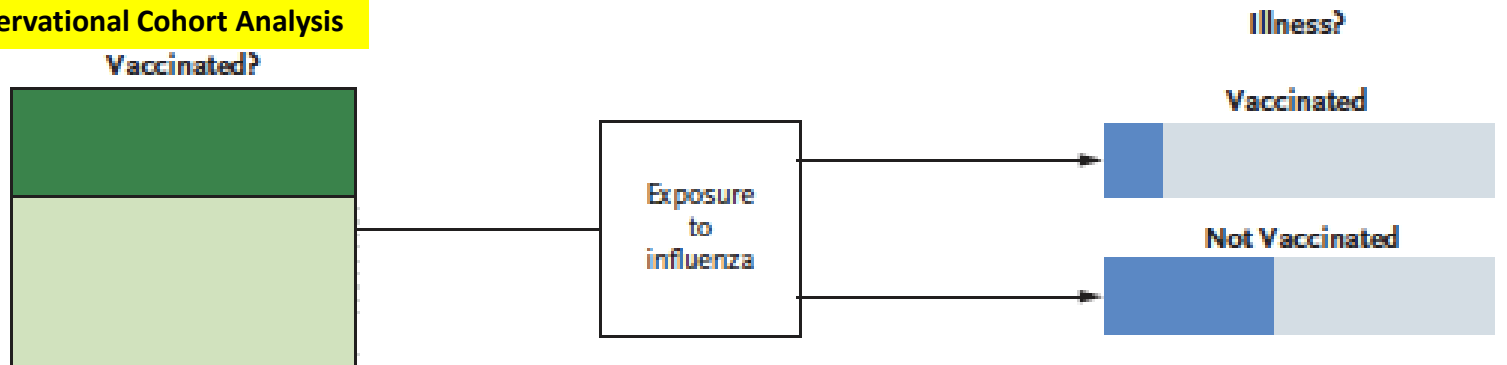 ervational Cohort Analysis
Vaccinated?
Exposure
to
influenza
Illness?
Vaccinated
Not Vaccinated